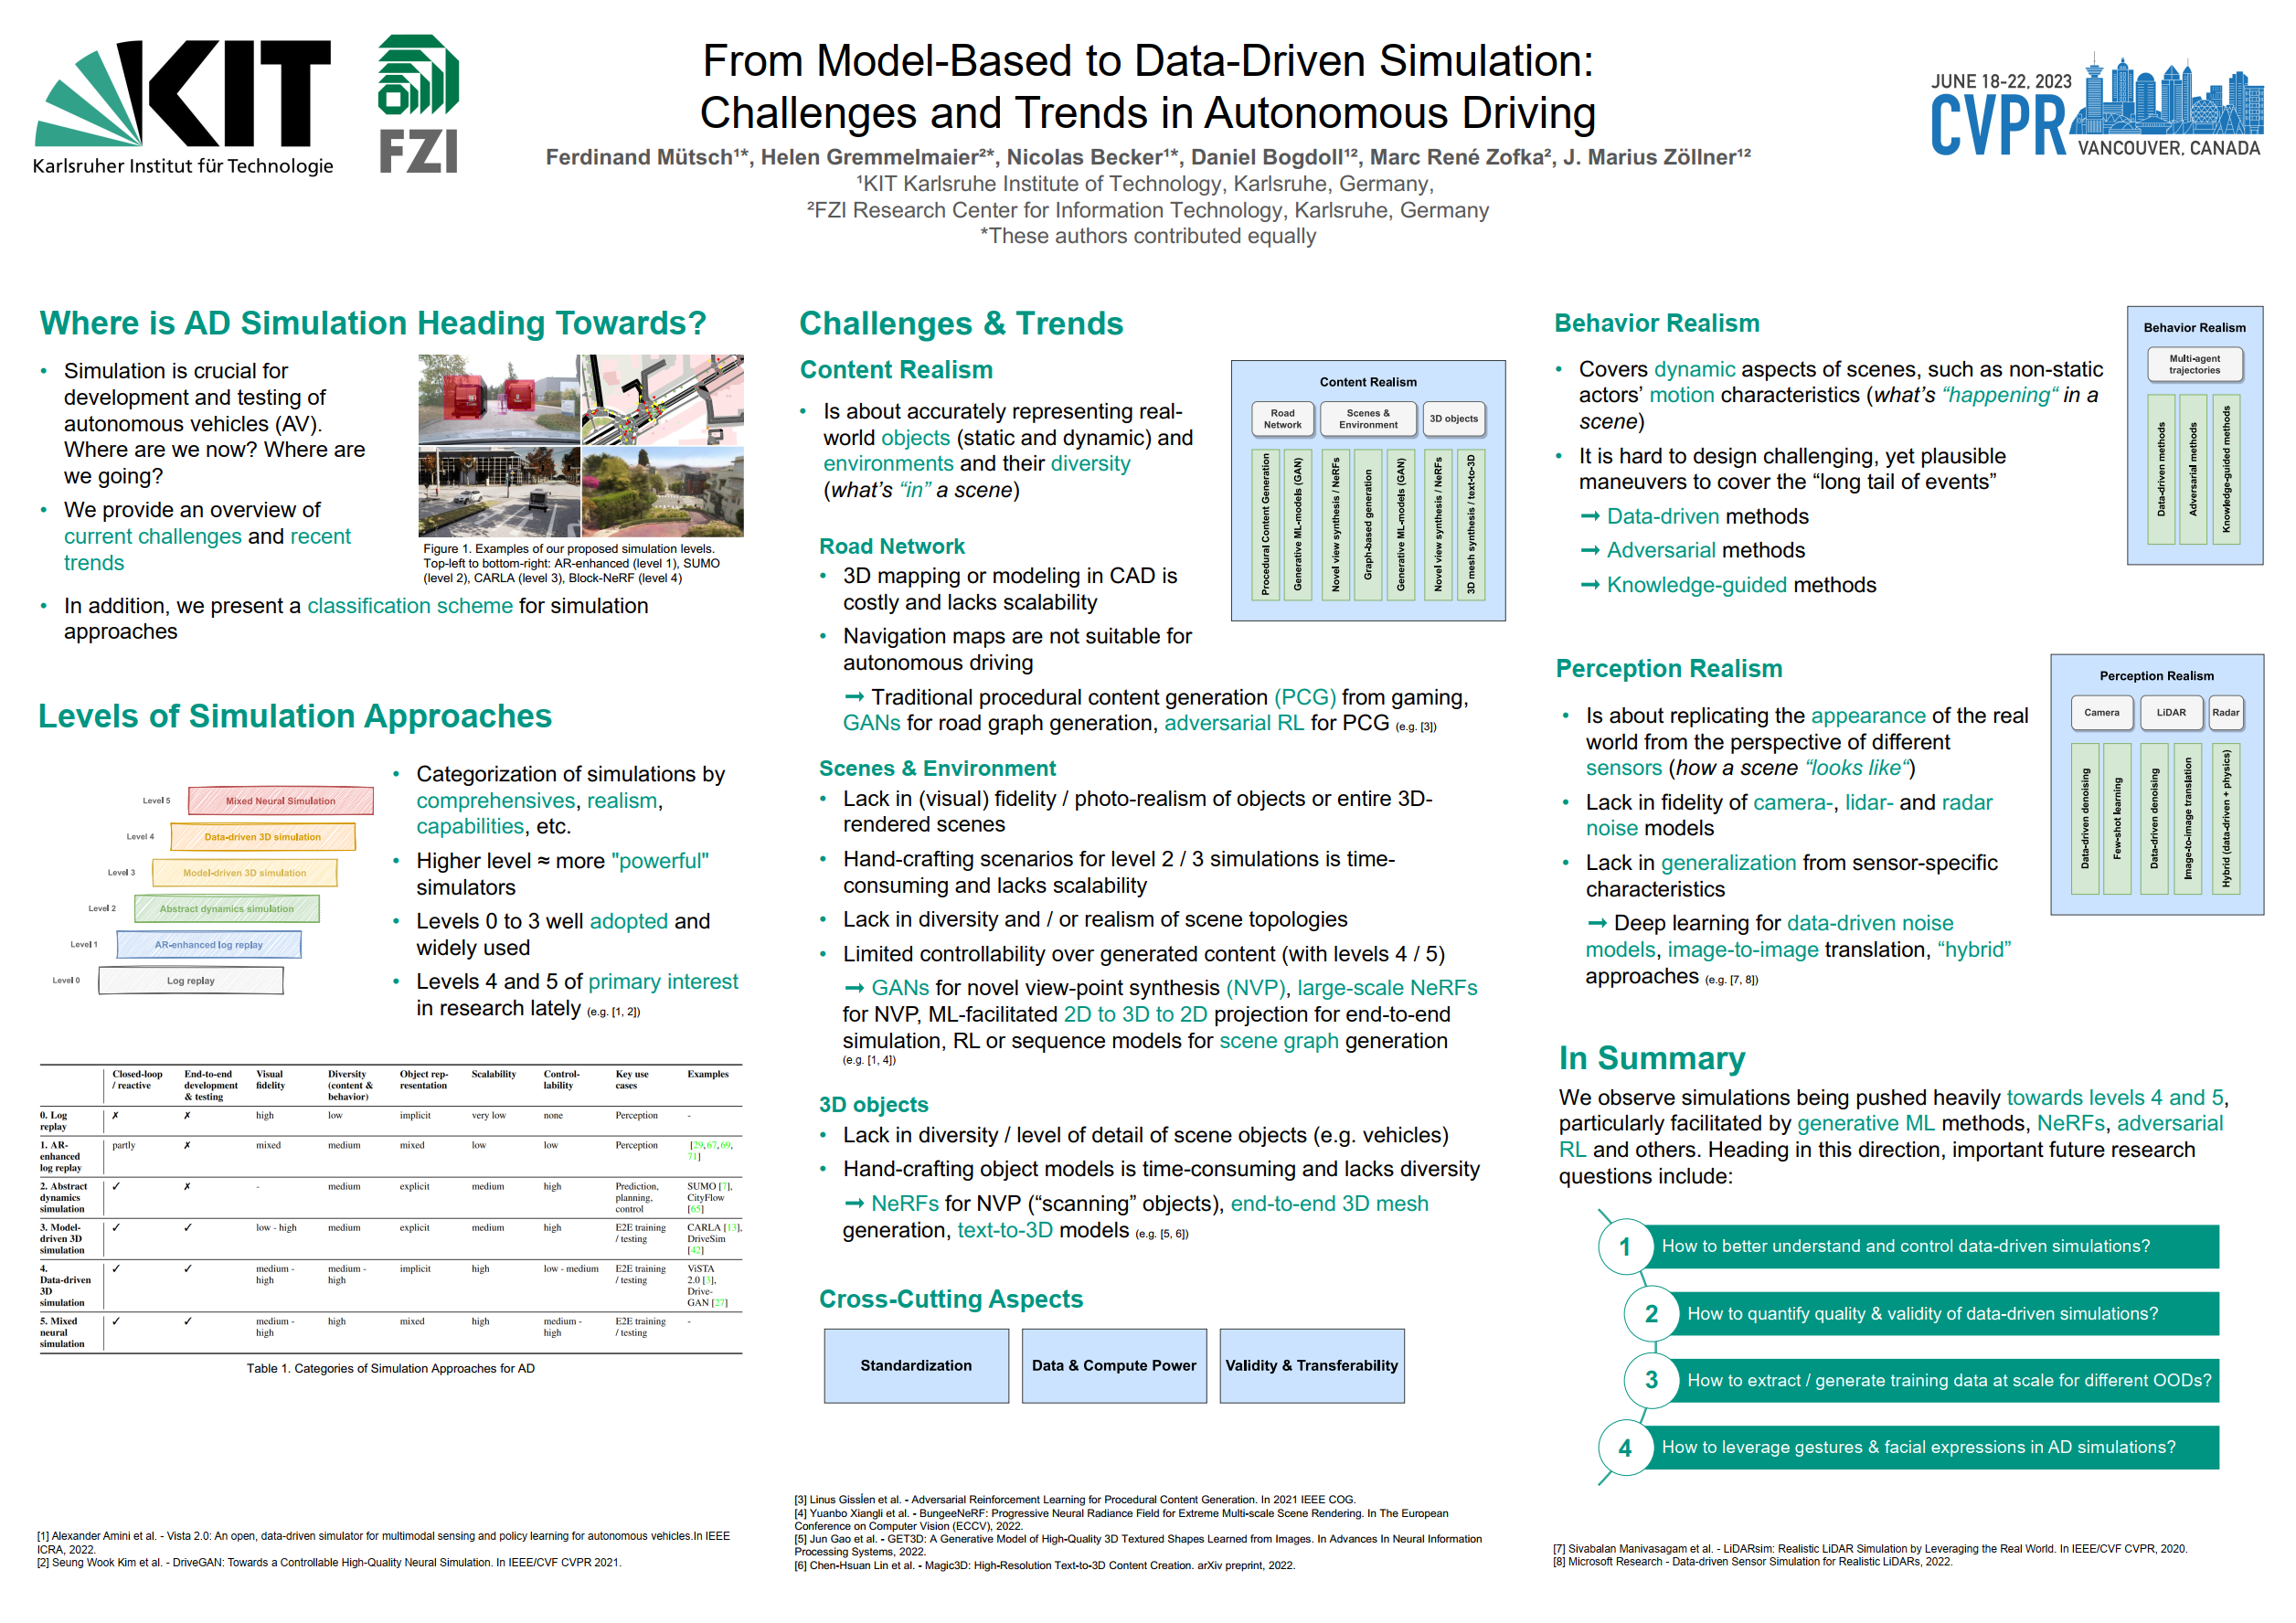 KIT
Karlsruher Institut für Technologie
FZI
From Model-Based to Data-Driven Simulation:
Challenges and Trends in Autonomous Driving
Ferdinand Mütsch¹*, Helen Gremmelmaier²*, Nicolas Becker¹*, Daniel Bogdoll¹², Marc René Zofka², J. Marius Zöllner¹²
¹KIT Karlsruhe Institute of Technology, Karlsruhe, Germany,
²FZI Research Center for Information Technology, Karlsruhe, Germany
*These authors contributed equally
JUNE 18-22, 2023
CVPR
VANCOUVER, CANADA
Where is AD Simulation Heading Towards?
• Simulation is crucial for
development and testing of
autonomous vehicles (AV).
Where are we now? Where are
we going?
• We provide an overview of
current challenges and recent
trends
Figure 1. Examples of our proposed simulation levels.
Top-left to bottom-right: AR-enhanced (level 1), SUMO
(level 2), CARLA (level 3), Block-NeRF (level 4)
• In addition, we present a classification scheme for simulation
approaches
Levels of Simulation Approaches
Level 5 Mixed Neural Simulation
Level 4 Data-driven 3D simulation
Level 3 Model-driven 3D simulation
Level 2 Abstract dynamics simulation
Level 1 AR-enhanced log replay
Level 0 Log replay
• Categorization of simulations by
comprehensives, realism,
capabilities, etc.
• Higher level ≈ more "powerful"
simulators
• Levels 0 to 3 well adopted and
widely used
• Levels 4 and 5 of primary interest
in research lately (e.g. [1, 2])
Closed-loop / reactive End-to-end development & testing Visual fidelity Diversity (content & behavior) Object rep-resentation Scalability Control-lability Key use cases Examples
0. Log replay ✗ ✗ high low implicit very low none Perception -
1. AR-enhanced log replay partly ✗ mixed medium mixed low low Perception [29, 67, 69, 71]
2. Abstract dynamics simulation ✓ ✗ - medium explicit medium high Prediction, planning, control SUMO [7], CityFlow [65]
3. Model-driven 3D simulation ✓ ✓ low - high medium explicit medium high E2E training / testing CARLA [13], DriveSim [42]
4. Data-driven 3D simulation ✓ ✓ medium - high medium - high implicit high low - medium E2E training / testing ViSTA 2.0 [3], Drive-GAN [27]
5. Mixed neural simulation ✓ ✓ medium - high high mixed high medium - high E2E training / testing -
Table 1. Categories of Simulation Approaches for AD
[1] Alexander Amini et al. - Vista 2.0: An open, data-driven simulator for multimodal sensing and policy learning for autonomous vehicles.In IEEE
ICRA, 2022.
[2] Seung Wook Kim et al. - DriveGAN: Towards a Controllable High-Quality Neural Simulation. In IEEE/CVF CVPR 2021.
Challenges & Trends
Content Realism
• Is about accurately representing real-
world objects (static and dynamic) and
environments and their diversity
(what's “in” a scene)
Content Realism
Road Network
Scenes & Environment
3D objects
Procedural Content Generation
Generative ML-models (GAN)
Novel view synthesis / NeRFs
Graph-based generation
Generative ML-models (GAN)
Novel view synthesis / NeRFs
3D mesh synthesis / text-to-3D
Road Network
• 3D mapping or modeling in CAD is
costly and lacks scalability
• Navigation maps are not suitable for
autonomous driving
➞ Traditional procedural content generation (PCG) from gaming,
GANs for road graph generation, adversarial RL for PCG (e.g. [3])
Scenes & Environment
• Lack in (visual) fidelity / photo-realism of objects or entire 3D-
rendered scenes
• Hand-crafting scenarios for level 2 / 3 simulations is time-
consuming and lacks scalability
• Lack in diversity and / or realism of scene topologies
• Limited controllability over generated content (with levels 4 / 5)
➞ GANs for novel view-point synthesis (NVP), large-scale NeRFs
for NVP, ML-facilitated 2D to 3D to 2D projection for end-to-end
simulation, RL or sequence models for scene graph generation
(e.g. [1, 4])
3D objects
• Lack in diversity / level of detail of scene objects (e.g. vehicles)
• Hand-crafting object models is time-consuming and lacks diversity
➞ NeRFs for NVP (“scanning” objects), end-to-end 3D mesh
generation, text-to-3D models (e.g. [5, 6])
Cross-Cutting Aspects
Standardization
Data & Compute Power
Validity & Transferability
[3] Linus Gisslen et al. - Adversarial Reinforcement Learning for Procedural Content Generation. In 2021 IEEE COG.
[4] Yuanbo Xiangli et al. - BungeeNeRF: Progressive Neural Radiance Field for Extreme Multi-scale Scene Rendering. In The European
Conference on Computer Vision (ECCV), 2022.
[5] Jun Gao et al. - GET3D: A Generative Model of High-Quality 3D Textured Shapes Learned from Images. In Advances In Neural Information
Processing Systems, 2022.
[6] Chen-Hsuan Lin et al. - Magic3D: High-Resolution Text-to-3D Content Creation. arXiv preprint, 2022.
Behavior Realism
• Covers dynamic aspects of scenes, such as non-static
actors’ motion characteristics (what's “happening“ in a
scene)
• It is hard to design challenging, yet plausible
maneuvers to cover the “long tail of events”
➞ Data-driven methods
➞ Adversarial methods
➞ Knowledge-guided methods
Behavior Realism
Multi-agent trajectories
Data-driven methods
Adversarial methods
Knowledge-guided methods
Perception Realism
• Is about replicating the appearance of the real
world from the perspective of different
sensors (how a scene “looks like“)
• Lack in fidelity of camera-, lidar- and radar
noise models
• Lack in generalization from sensor-specific
characteristics
➞ Deep learning for data-driven noise
models, image-to-image translation, “hybrid”
approaches (e.g. [7, 8])
Perception Realism
Camera
LiDAR
Radar
Data-driven denoising
Few-shot learning
Data-driven denoising
Image-to-image translation
Hybrid (data-driven + physics)
In Summary
We observe simulations being pushed heavily towards levels 4 and 5,
particularly facilitated by generative ML methods, NeRFs, adversarial
RL and others. Heading in this direction, important future research
questions include:
1 How to better understand and control data-driven simulations?
2 How to quantify quality & validity of data-driven simulations?
3 How to extract / generate training data at scale for different OODs?
4 How to leverage gestures & facial expressions in AD simulations?
[7] Sivabalan Manivasagam et al. - LiDARsim: Realistic LiDAR Simulation by Leveraging the Real World. In IEEE/CVF CVPR, 2020.
[8] Microsoft Research - Data-driven Sensor Simulation for Realistic LiDARs, 2022.